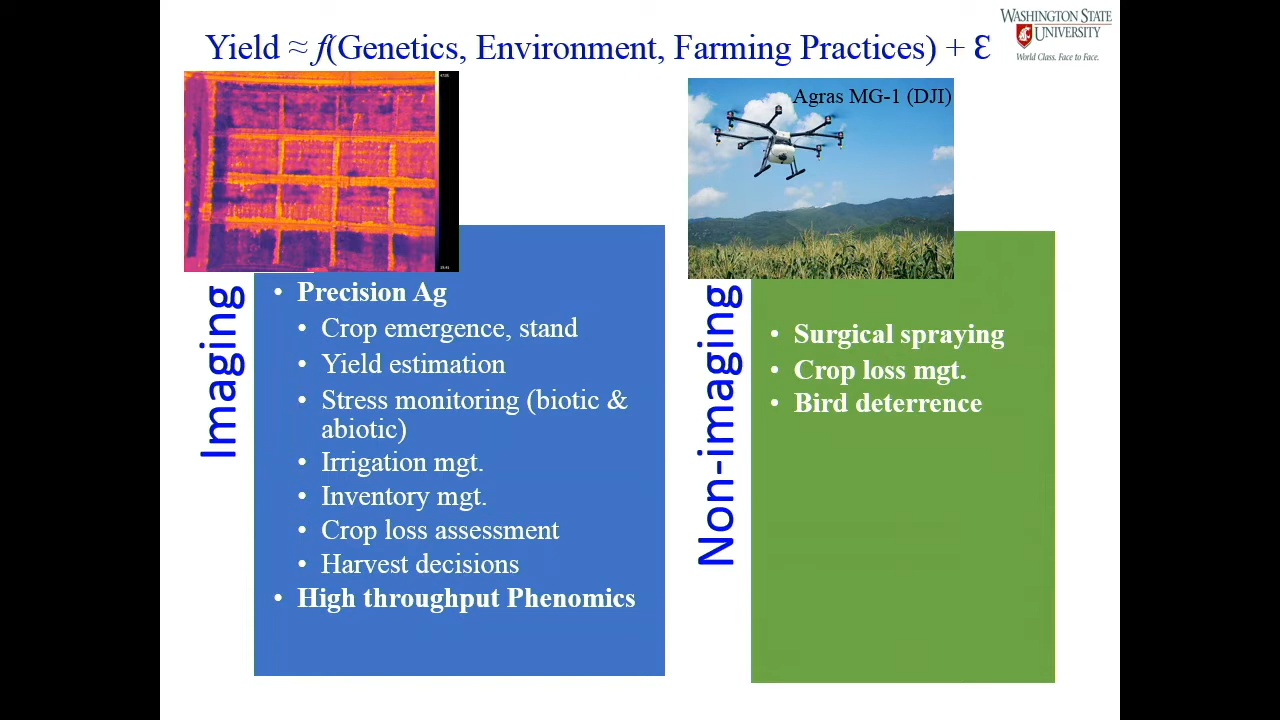 Yield ≈ f(Genetics, Environment, Farming Practices) + Ɛ
WASHINGTON STATE
UNIVERSITY
World Class. Face to Face.
Agras MG-1 (DJI)
Imaging
• Precision Ag
• Crop emergence, stand
• Yield estimation
• Stress monitoring (biotic &
abiotic)
• Irrigation mgt.
• Inventory mgt.
• Crop loss assessment
• Harvest decisions
• High throughput Phenomics
Non-imaging
• Surgical spraying
• Crop loss mgt.
• Bird deterrence